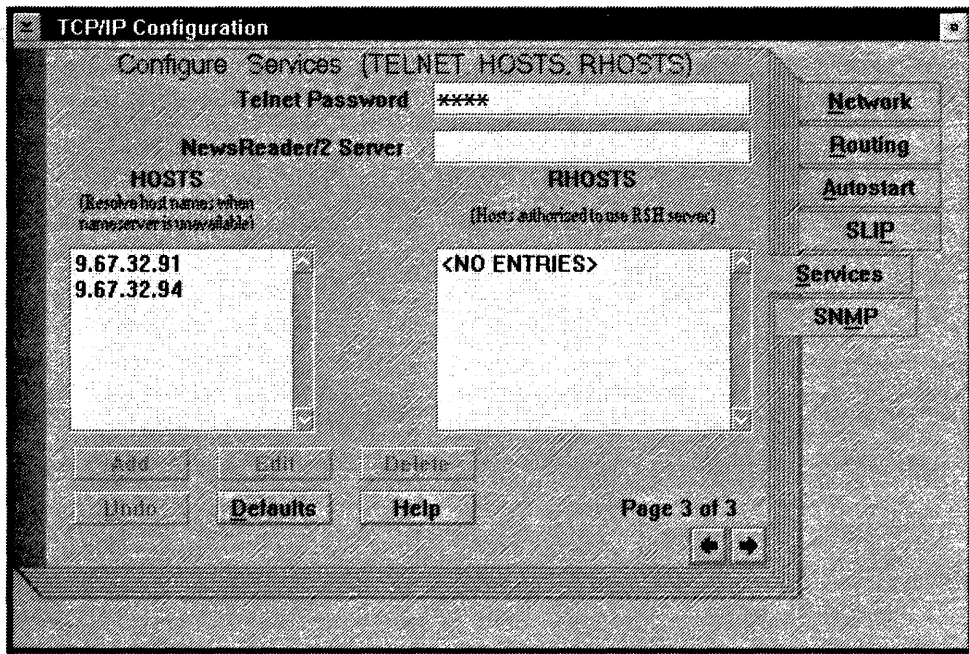 TCP/IP Configuration
Configure Services (TELNET, HOSTS, RHOSTS)
Telnet Password ****
NewsReader/2 Server
HOSTS
(Resolve host names when
nameserver is unavailable)
9.67.32.91
9.67.32.94
RHOSTS
(Hosts authorized to use RSH server)
<NO ENTRIES>
Add Edit Delete
Undo Defaults Help
Page 3 of 3
Network
Routing
Autostart
SLIP
Services
SNMP